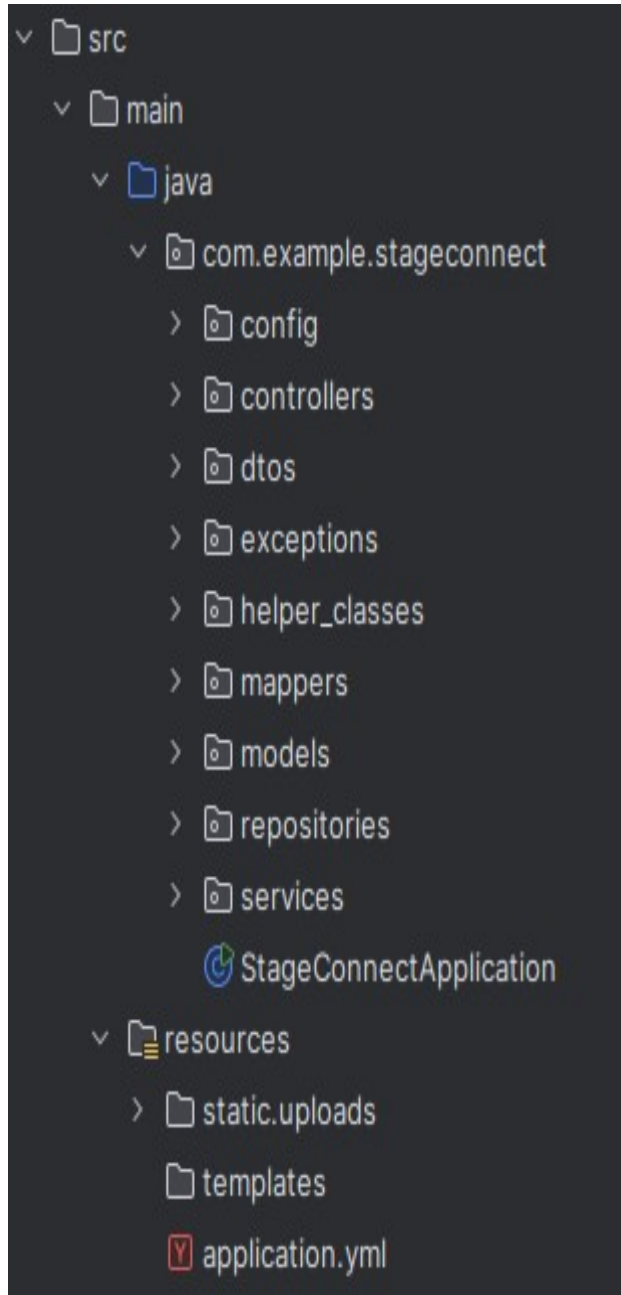 src
main
java
com.example.stageconnect
config
controllers
dtos
exceptions
helper_classes
mappers
models
repositories
services
StageConnectApplication
resources
static.uploads
templates
Y application.yml